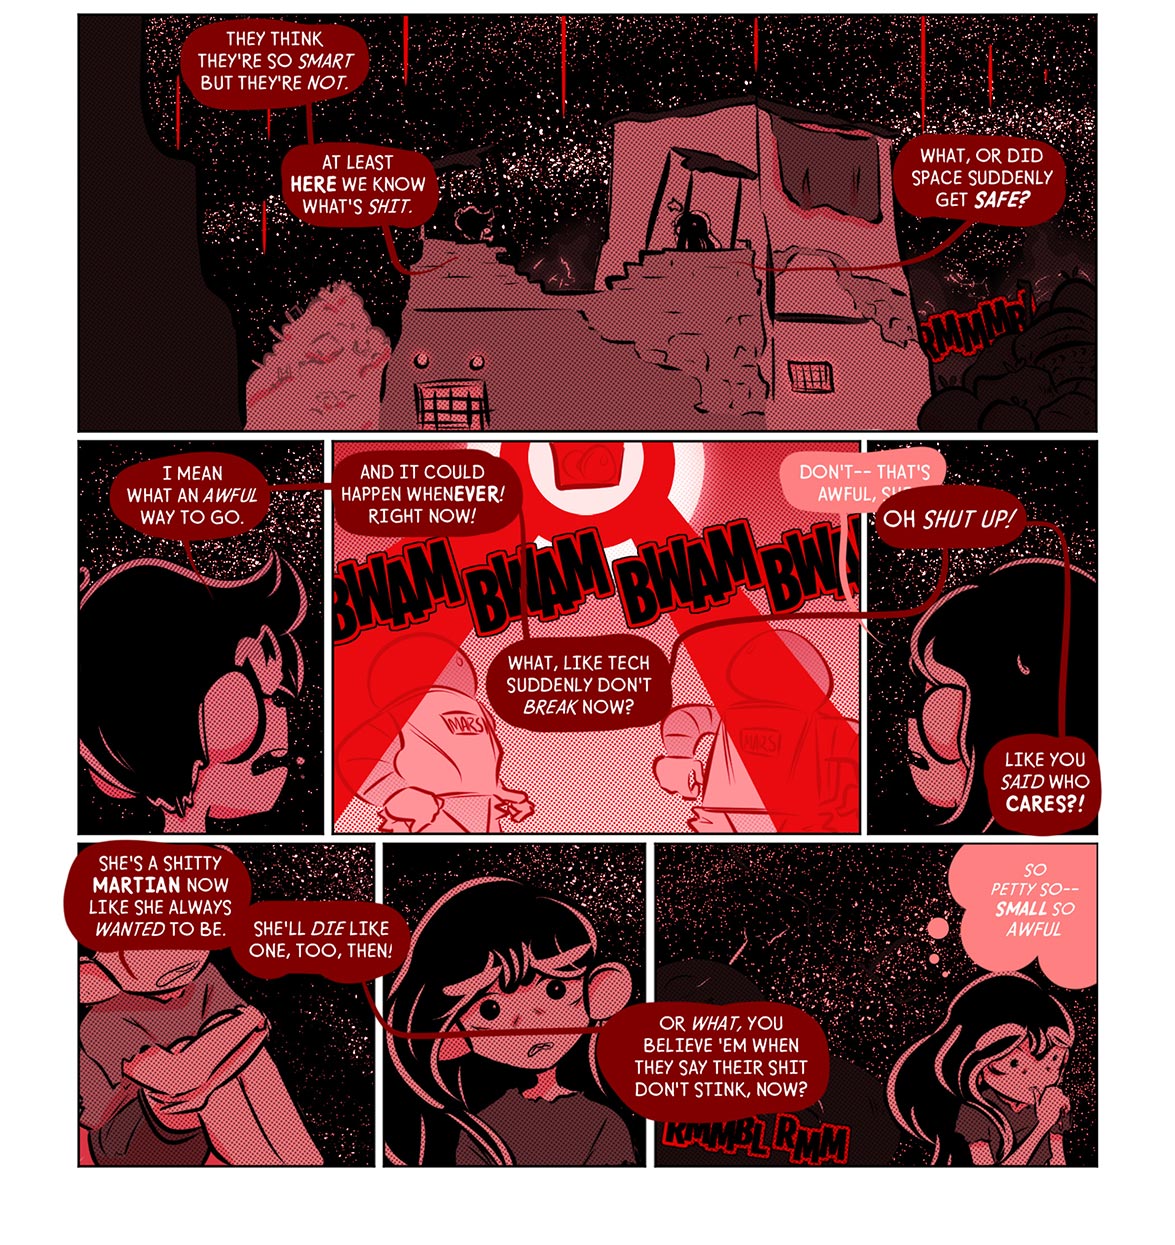 THEY THINK
THEY'RE SO SMART
BUT THEY'RE NOT.
AT LEAST
HERE WE KNOW
WHAT'S SHIT.
WHAT, OR DID
SPACE SUDDENLY
GET SAFE?
RMMMB
I MEAN
WHAT AN AWFUL
WAY TO GO.
AND IT COULD
HAPPEN WHENEVER!
RIGHT NOW!
BWAM BWAM BWAM BWA
WHAT, LIKE TECH
SUDDENLY DON'T
BREAK NOW?
MARS
MARS
DON'T-- THAT'S
AWFUL,
OH SHUT UP!
LIKE YOU
SAID WHO
CARES?!
SHE'S A SHITTY
MARTIAN NOW
LIKE SHE ALWAYS
WANTED TO BE.
SHE'LL DIE LIKE
ONE, TOO, THEN!
OR WHAT, YOU
BELIEVE 'EM WHEN
THEY SAY THEIR SHIT
DON'T STINK, NOW?
RMMMBL RMM
SO
PETTY SO--
SMALL SO
AWFUL